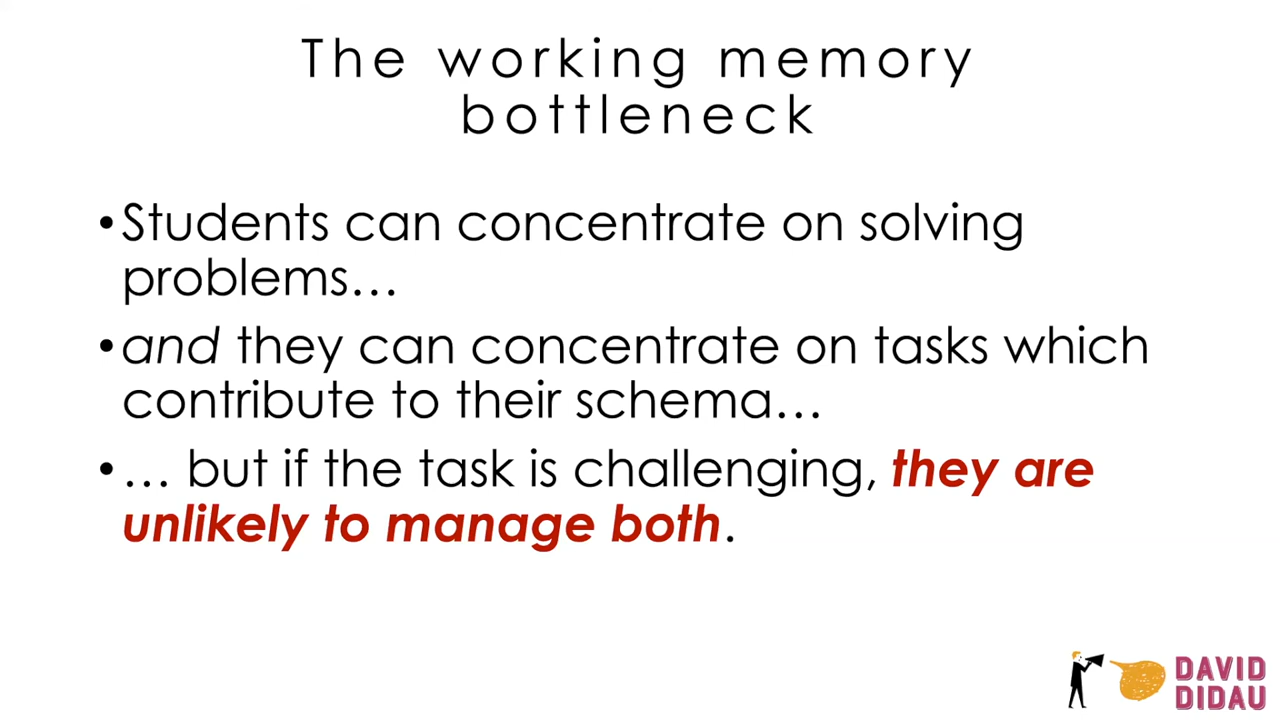 The working memory
bottleneck
•Students can concentrate on solving
problems…
•and they can concentrate on tasks which
contribute to their schema…
•… but if the task is challenging, they are
unlikely to manage both.
DAVID
DIDAU